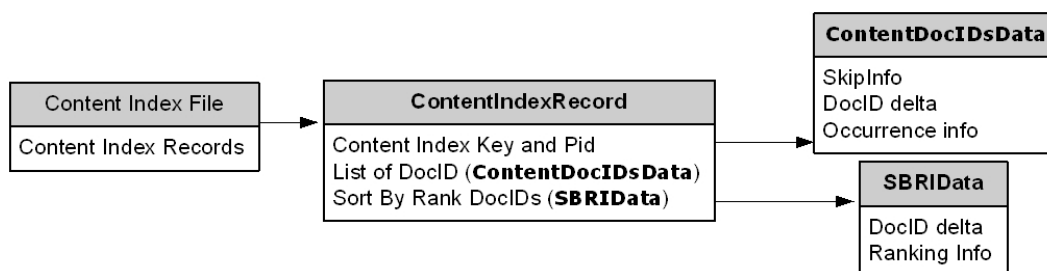 Content Index File
Content Index Records
ContentIndexRecord
Content Index Key and Pid
List of DocID (ContentDocIDsData)
Sort By Rank DocIDs (SBRIData)
ContentDocIDsData
SkipInfo
DocID delta
Occurrence info
SBRIData
DocID delta
Ranking Info